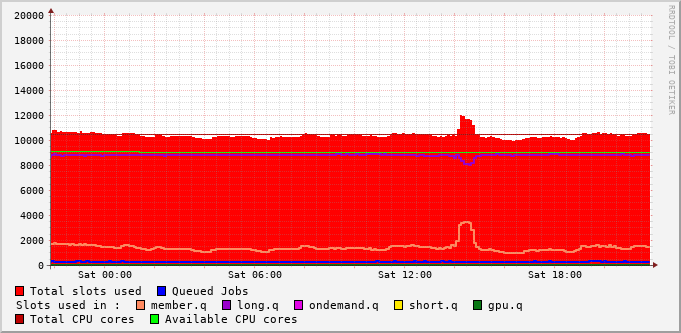 20000
18000
16000
14000
12000
10000
8000
6000
4000
2000
0
Sat 00:00 Sat 06:00 Sat 12:00 Sat 18:00
RRDTOOL / TOBI OETIKER
Total slots used Queued Jobs
Slots used in : member.q long.q ondemand.q short.q gpu.q
Total CPU cores Available CPU cores